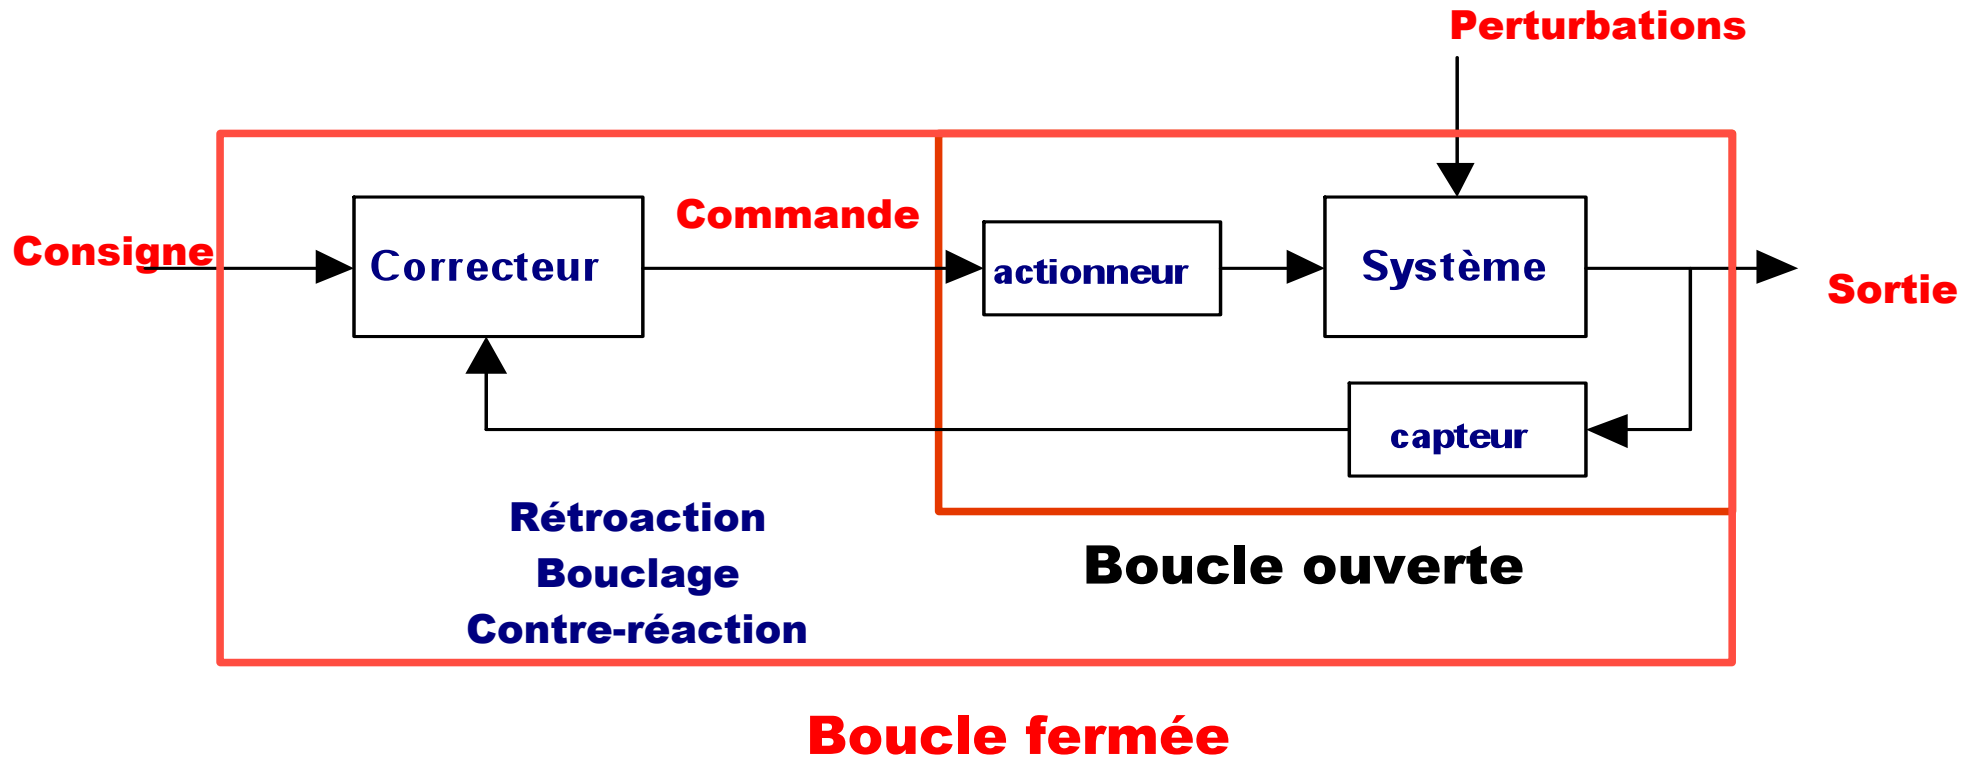 Perturbations
Consigne
Correcteur
Commande
actionneur
Système
Sortie
capteur
Rétroaction
Bouclage
Contre-réaction
Boucle ouverte
Boucle fermée